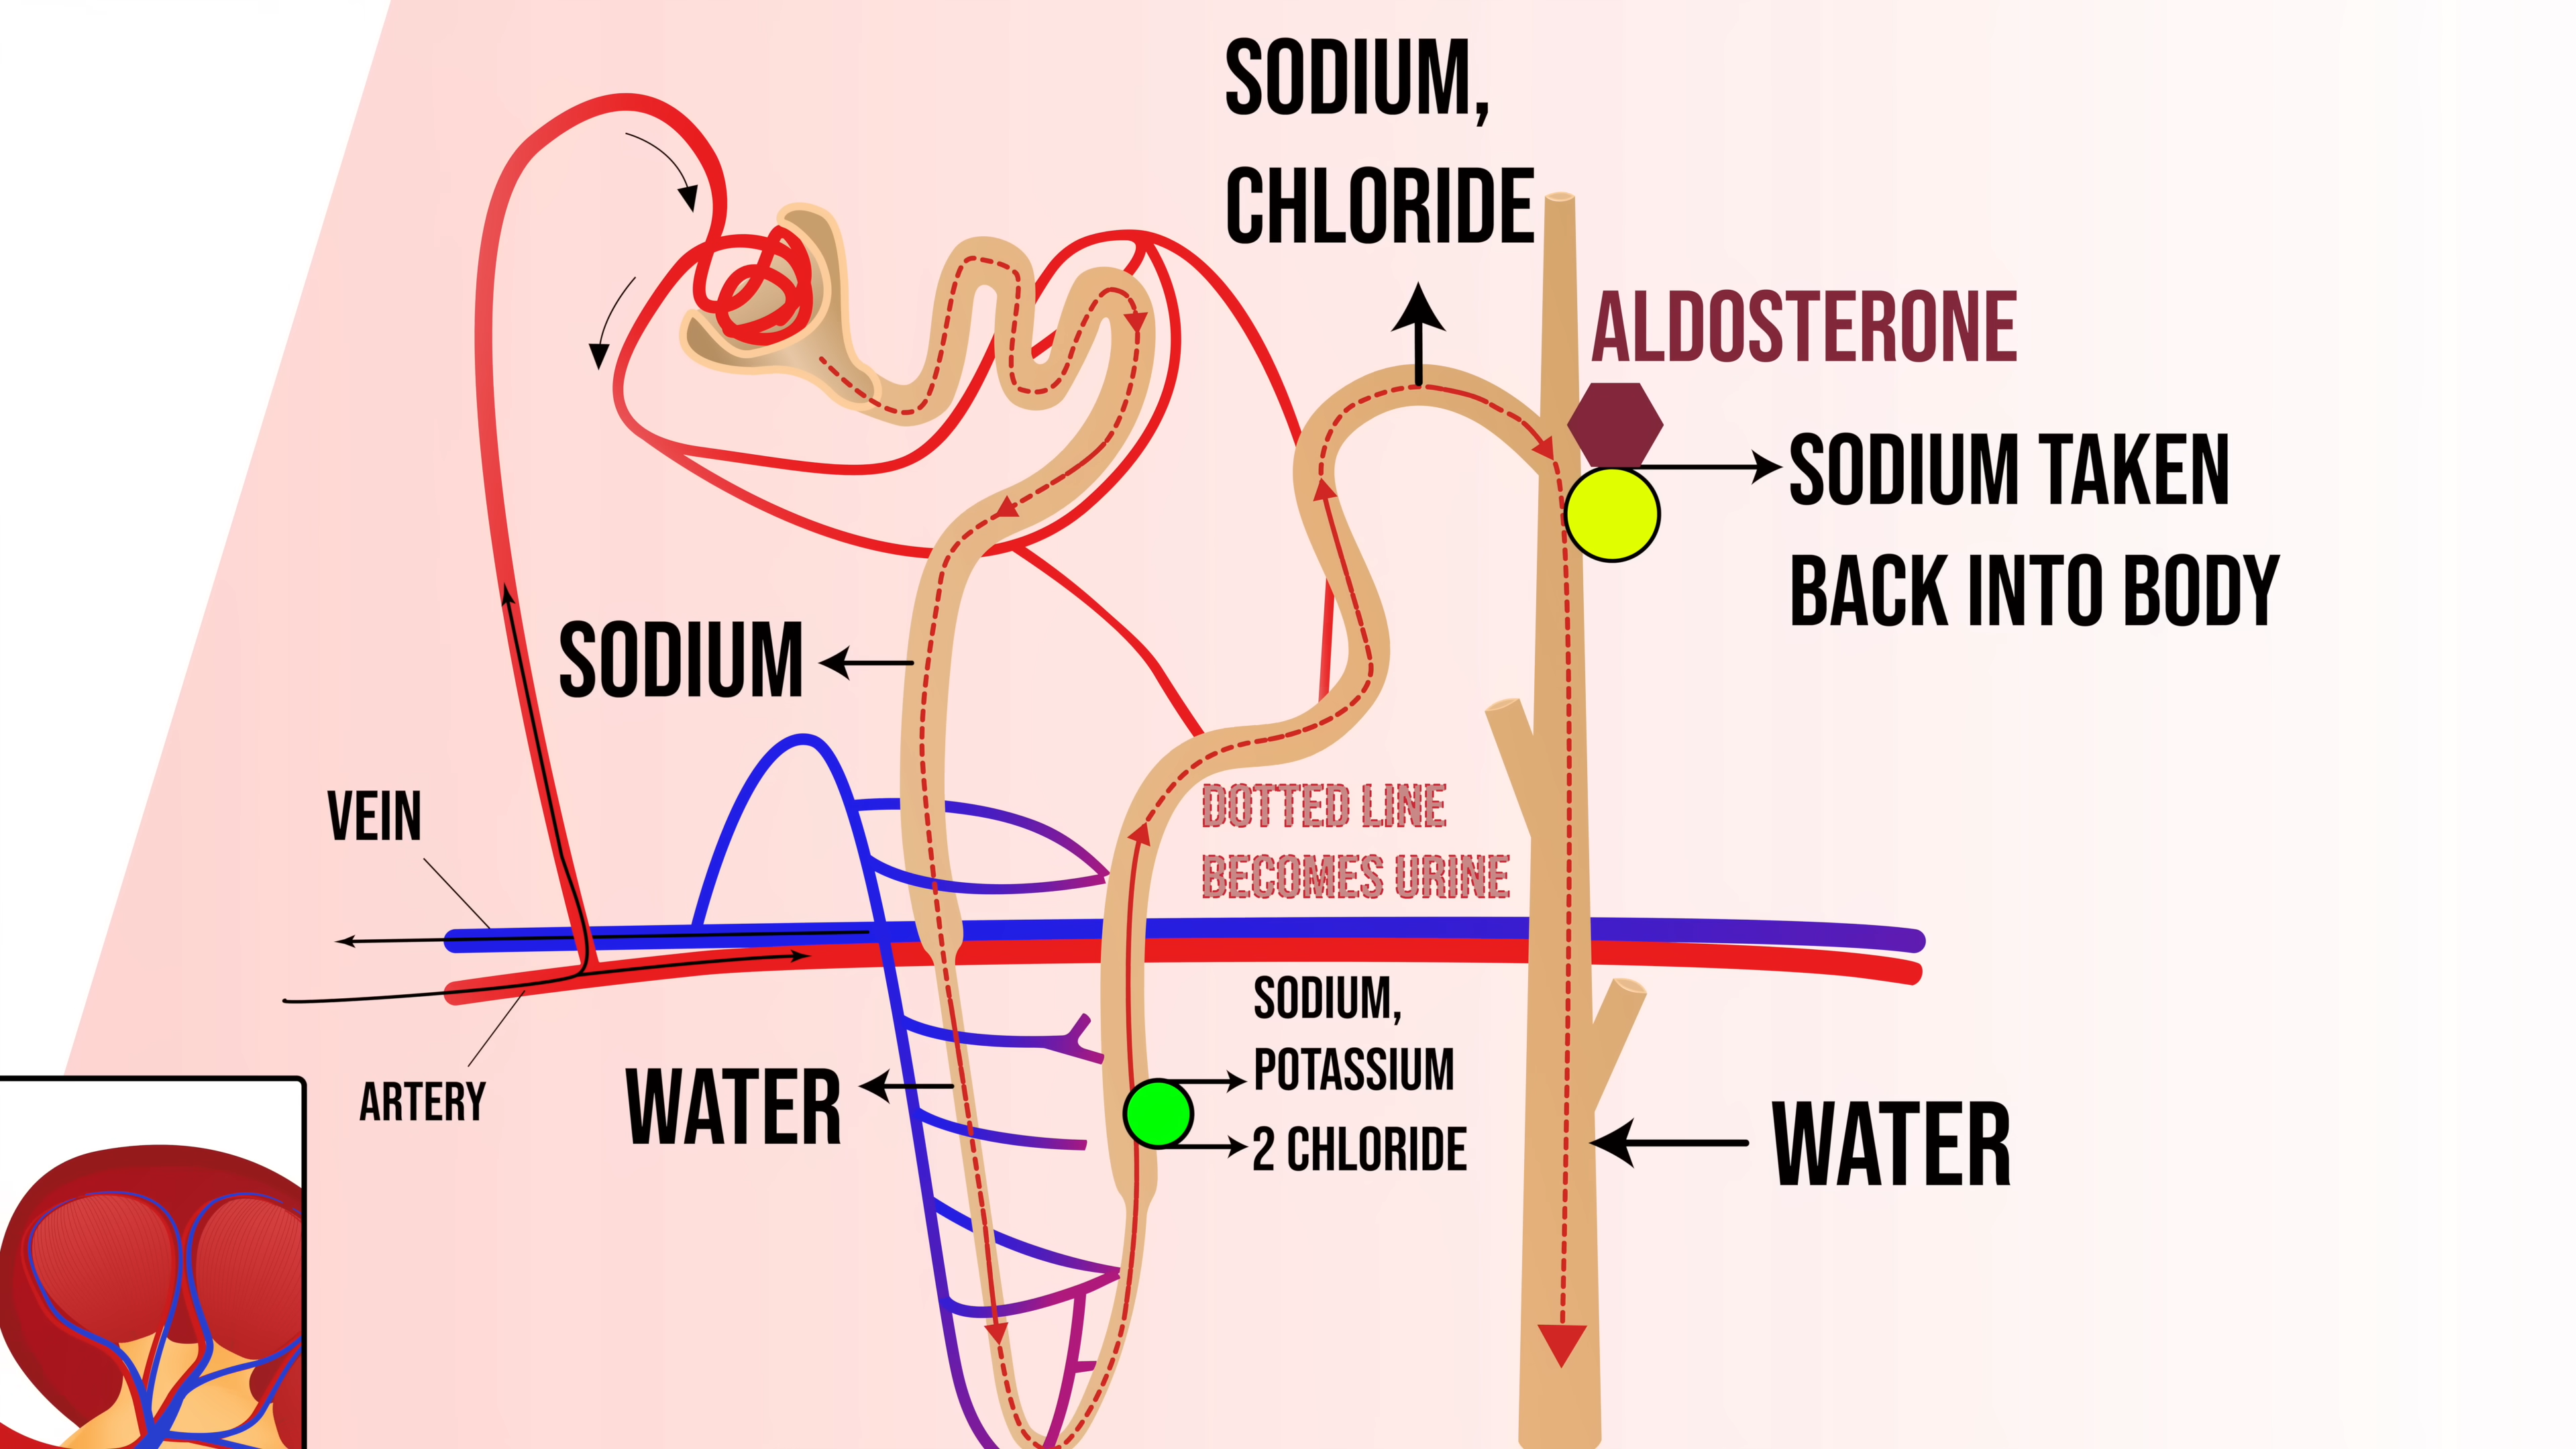 SODIUM,
CHLORIDE
ALDOSTERONE
SODIUM TAKEN
BACK INTO BODY
SODIUM
VEIN
DOTTED LINE
BECOMES URINE
ARTERY
WATER
SODIUM,
POTASSIUM
2 CHLORIDE
WATER